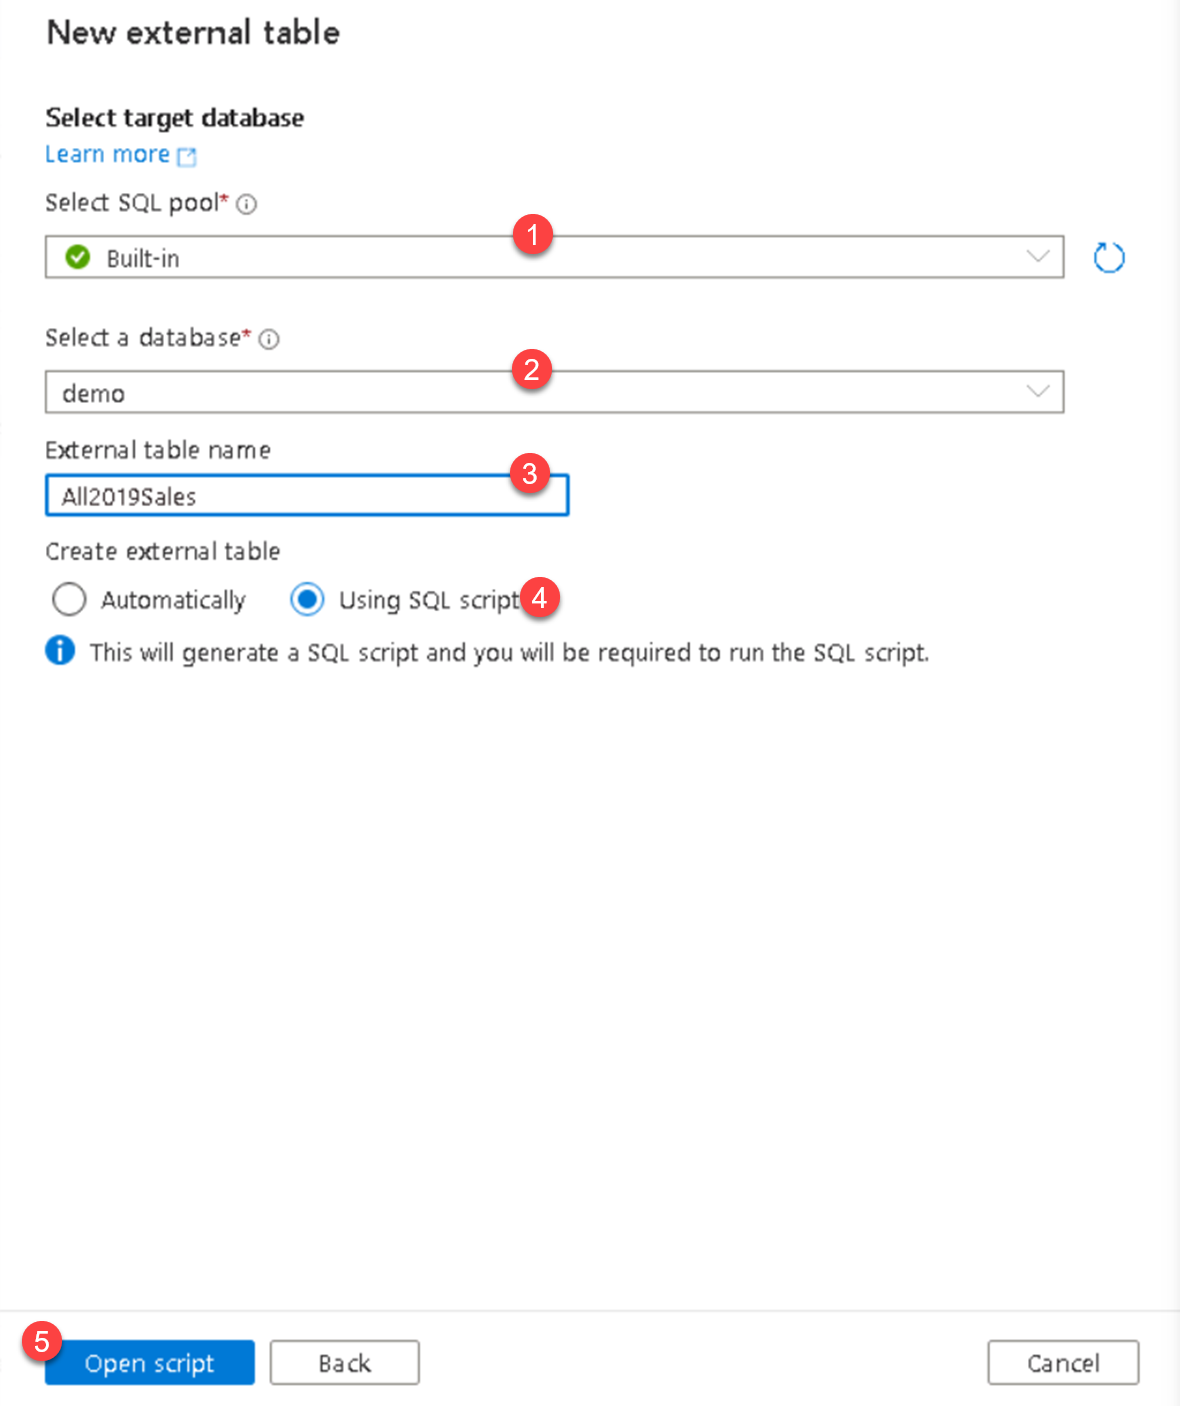 New external table
Select target database
Learn more
Select SQL pool*
1
Built-in
Select a database*
2
demo
External table name
3
All2019Sales
Create external table
Automatically Using SQL script 4
This will generate a SQL script and you will be required to run the SQL script.
5
Open script Back Cancel